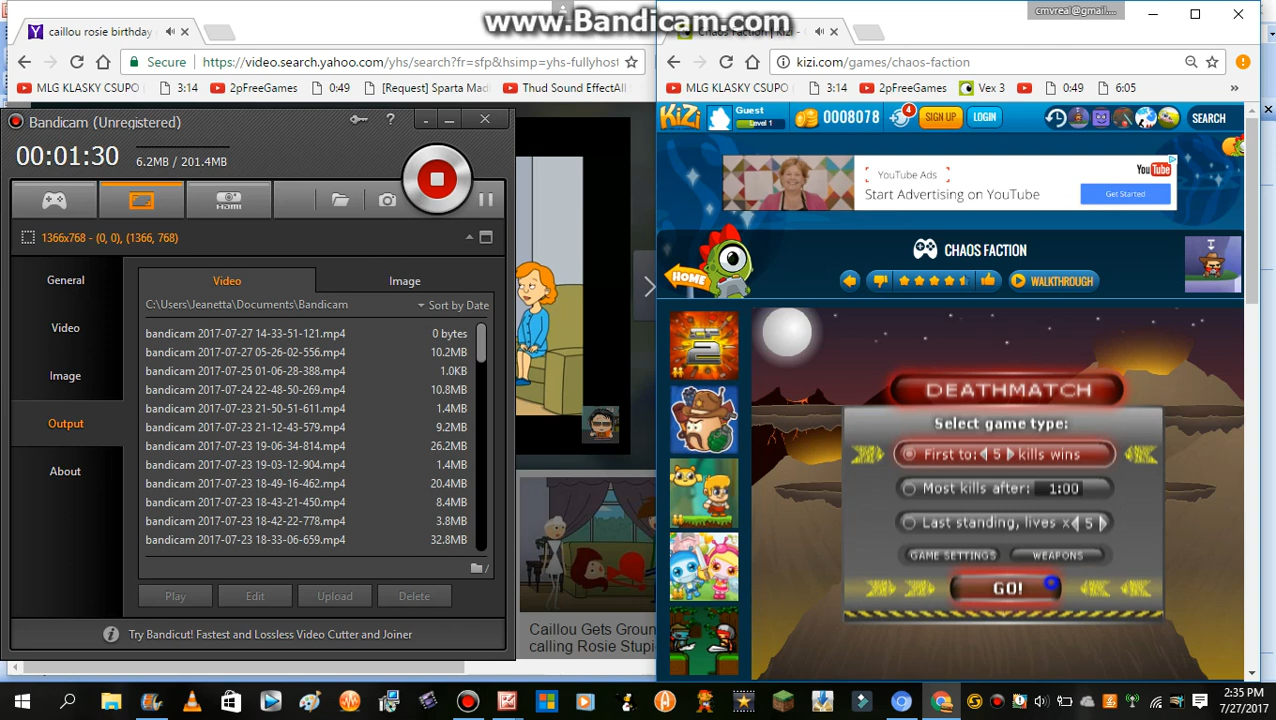 www.Bandicam.com
cmvreal@gmail....
caillou rosie birthday
Chaos Faction | Kizi -
Secure
https://video.search.yahoo.com/yhs/search?fr=sfp&hsimp=yhs-fullyhost
kizi.com/games/chaos-faction
MLG KLASKY CSUPO
3:14
2pFreeGames
0:49
[Request] Sparta Mad
Thud Sound EffectAll
MLG KLASKY CSUPO
3:14
2pFreeGames
Vex 3
0:49
6:05
Bandicam (Unregistered)
00:01:30
6.2MB / 201.4MB
HDMI
1366x768 - (0, 0), (1366, 768)
General
Video
Image
Output
About
Video
Image
C:\Users\Jeanetta\Documents\Bandicam
Sort by Date
bandicam 2017-07-27 14-33-51-121.mp4 0 bytes
bandicam 2017-07-27 05-26-02-556.mp4 10.2MB
bandicam 2017-07-25 01-06-28-388.mp4 1.0KB
bandicam 2017-07-24 22-48-50-269.mp4 10.8MB
bandicam 2017-07-23 21-50-51-611.mp4 1.4MB
bandicam 2017-07-23 21-12-43-579.mp4 9.2MB
bandicam 2017-07-23 19-06-34-814.mp4 26.2MB
bandicam 2017-07-23 19-03-12-904.mp4 1.4MB
bandicam 2017-07-23 18-49-16-462.mp4 20.4MB
bandicam 2017-07-23 18-43-21-450.mp4 8.4MB
bandicam 2017-07-23 18-42-22-778.mp4 3.8MB
bandicam 2017-07-23 18-33-06-659.mp4 32.8MB
Play
Edit
Upload
Delete
Try Bandicut! Fastest and Lossless Video Cutter and Joiner
Caillou Gets Groun
calling Rosie Stupi
KIZI
Guest
Level 1
0008078
4
SIGN UP
LOGIN
SEARCH
YouTube Ads
Start Advertising on YouTube
YouTube
Get Started
HOME
CHAOS FACTION
WALKTHROUGH
2
DEATHMATCH
Select game type:
First to: 5 kills wins
Most kills after: 1:00
Last standing, lives x 5
GAME SETTINGS
WEAPONS
GO!
2:35 PM
7/27/2017